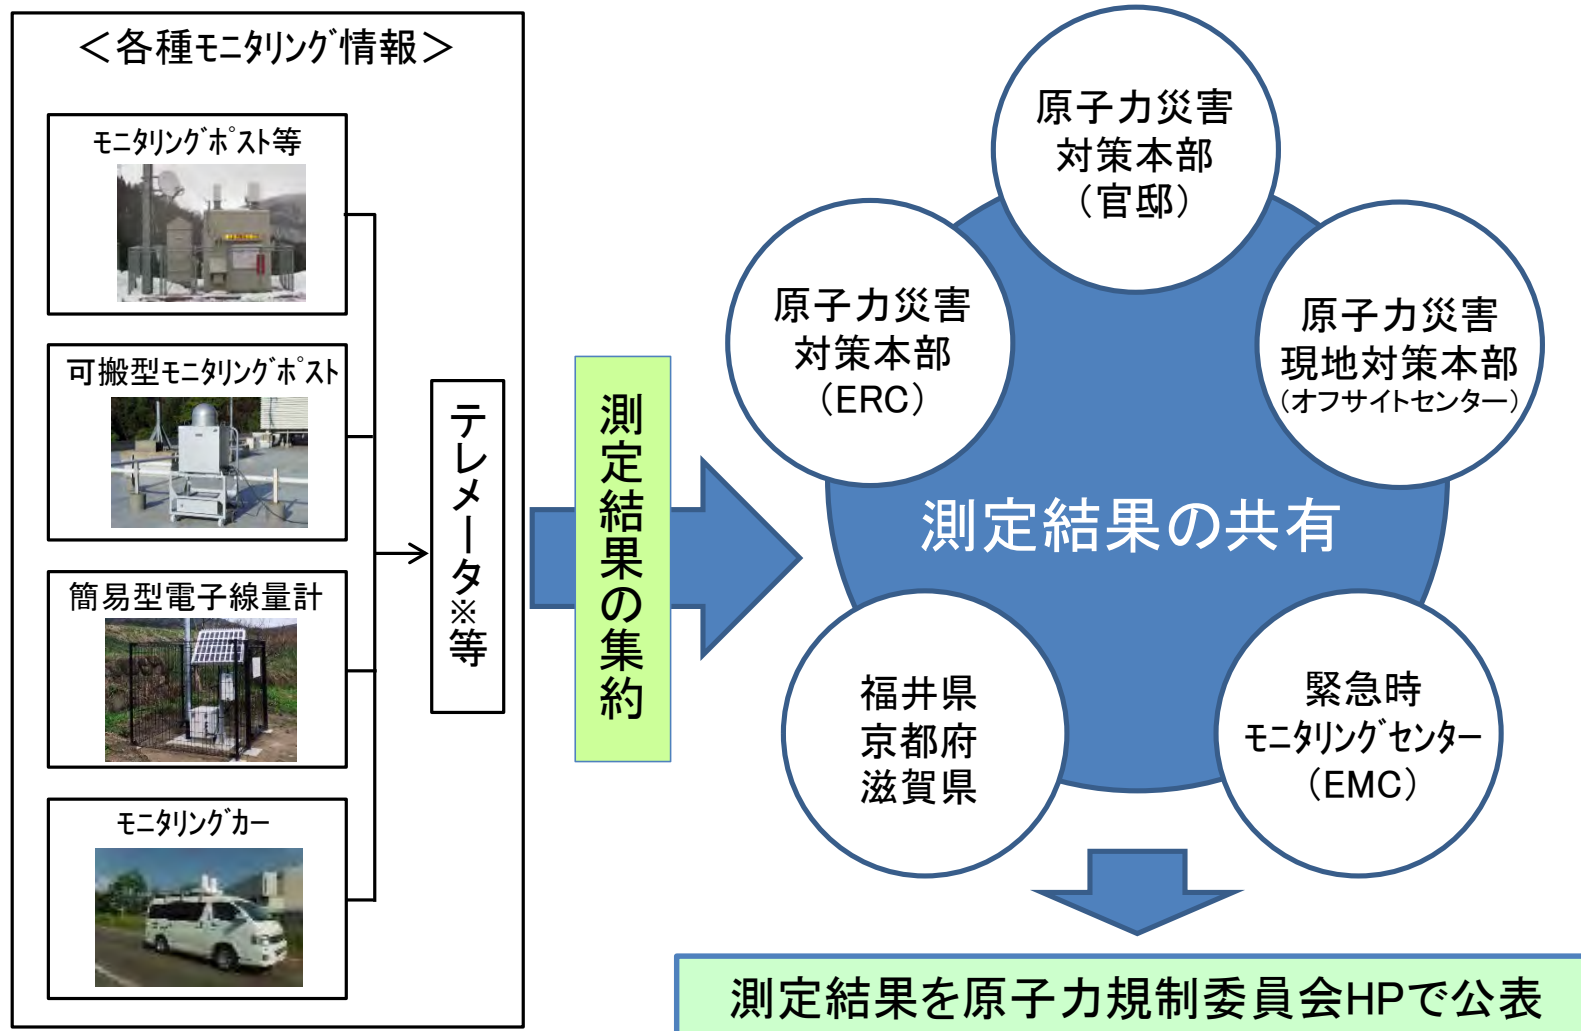 ＜各種ﾓﾆﾀﾘﾝｸﾞ情報＞
ﾓﾆﾀﾘﾝｸﾞﾎﾟｽﾄ等
可搬型ﾓﾆﾀﾘﾝｸﾞﾎﾟｽﾄ
簡易型電子線量計
ﾓﾆﾀﾘﾝｸﾞｶｰ
テレメータ※等
測定結果の集約
原子力災害
対策本部
（官邸）
原子力災害
対策本部
（ERC）
原子力災害
現地対策本部
（オフサイトセンター）
測定結果の共有
福井県
京都府
滋賀県
緊急時
ﾓﾆﾀﾘﾝｸﾞｾﾝﾀｰ
（EMC）
測定結果を原子力規制委員会HPで公表